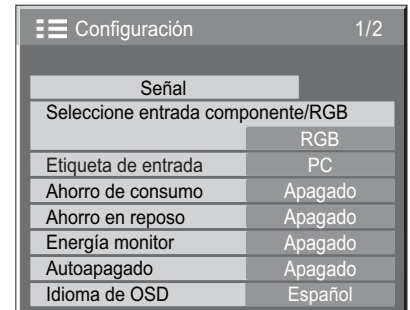 Configuración 1/2
Señal
Seleccione entrada componente/RGB
RGB
Etiqueta de entrada PC
Ahorro de consumo Apagado
Ahorro en reposo Apagado
Energía monitor Apagado
Autoapagado Apagado
Idioma de OSD Español